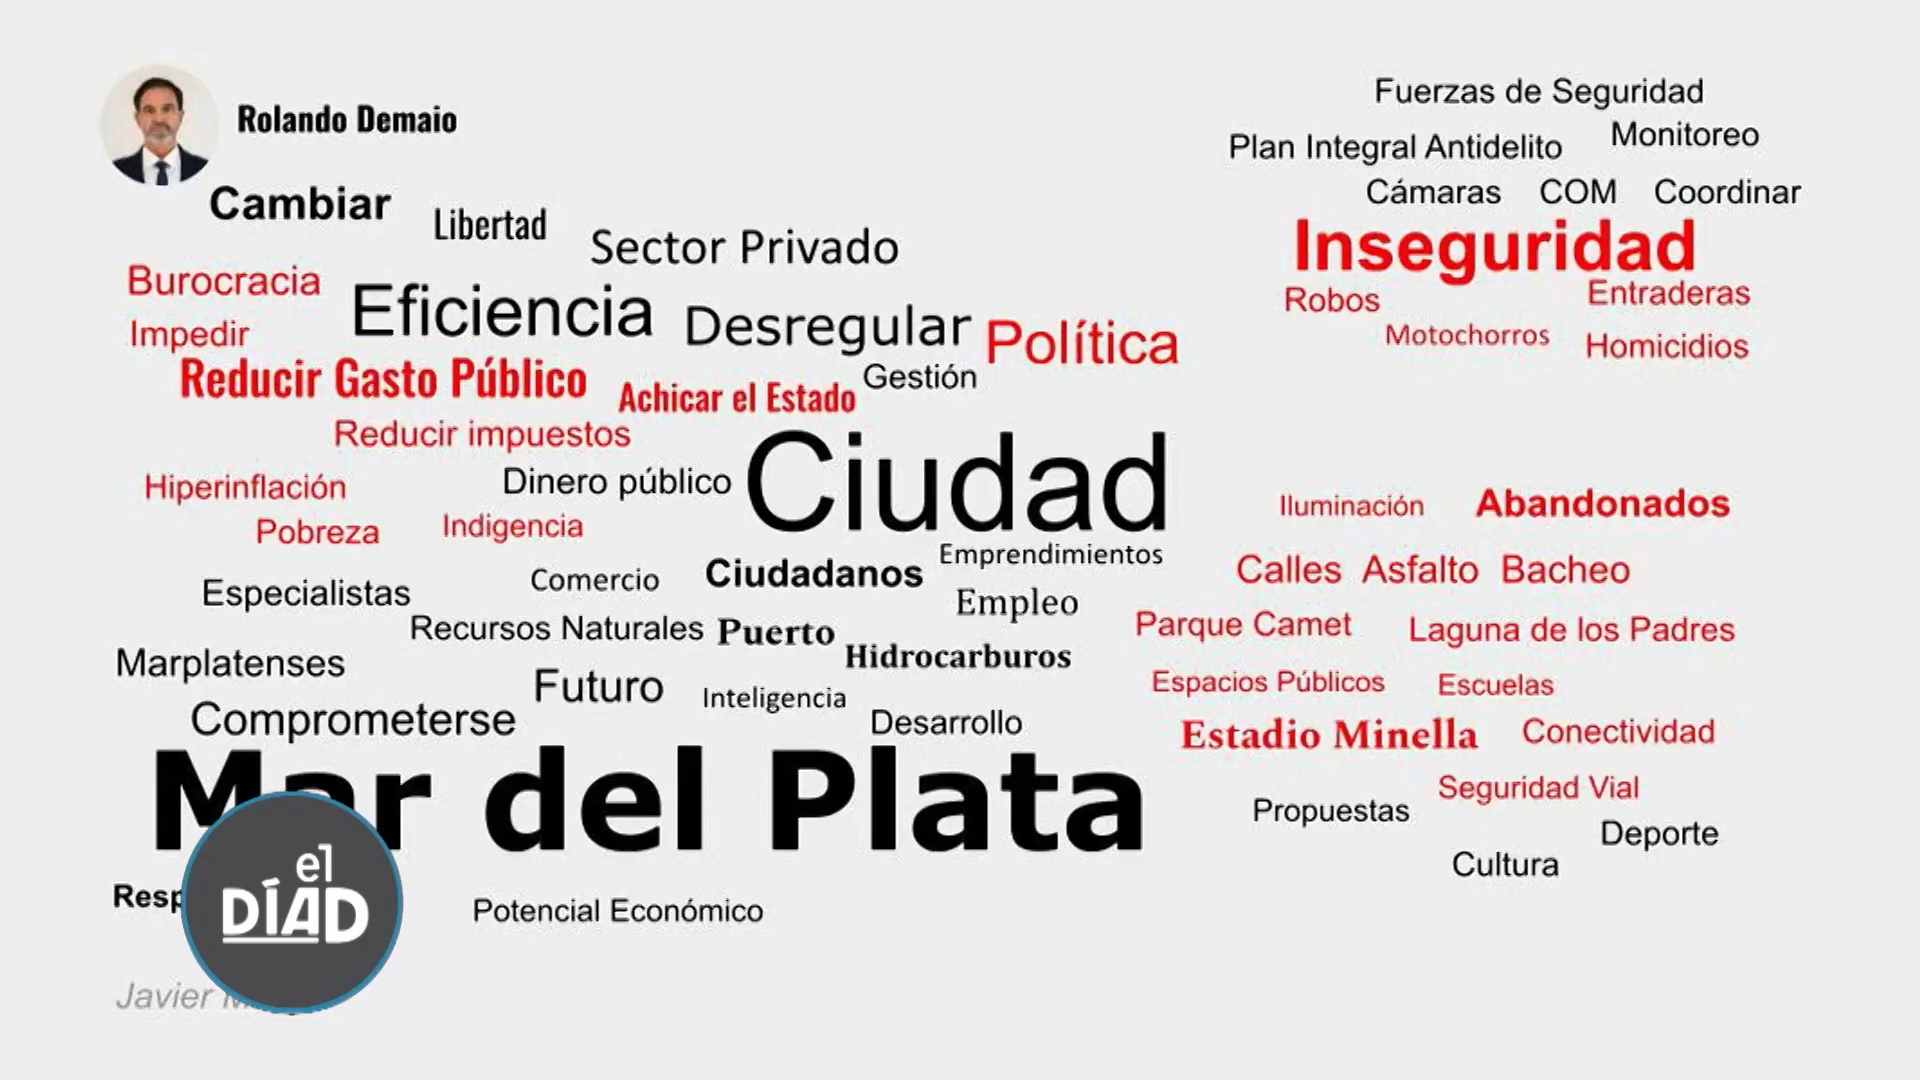 Rolando Demaio
Cambiar
Libertad
Sector Privado
Burocracia
Eficiencia
Desregular
Política
Impedir
Reducir Gasto Público
Achicar el Estado
Gestión
Reducir impuestos
Ciudad
Hiperinflación
Dinero público
Pobreza
Indigencia
Emprendimientos
Especialistas
Comercio
Ciudadanos
Empleo
Recursos Naturales
Puerto
Hidrocarburos
Marplatenses
Futuro
Inteligencia
Comprometerse
Desarrollo
Mar del Plata
Potencial Económico
Javier
el
DÍAD
Fuerzas de Seguridad
Plan Integral Antidelito
Monitoreo
Cámaras COM Coordinar
Inseguridad
Robos
Entraderas
Motochorros
Homicidios
Iluminación
Abandonados
Calles Asfalto Bacheo
Parque Camet
Laguna de los Padres
Espacios Públicos
Escuelas
Estadio Minella
Conectividad
Seguridad Vial
Propuestas
Deporte
Cultura